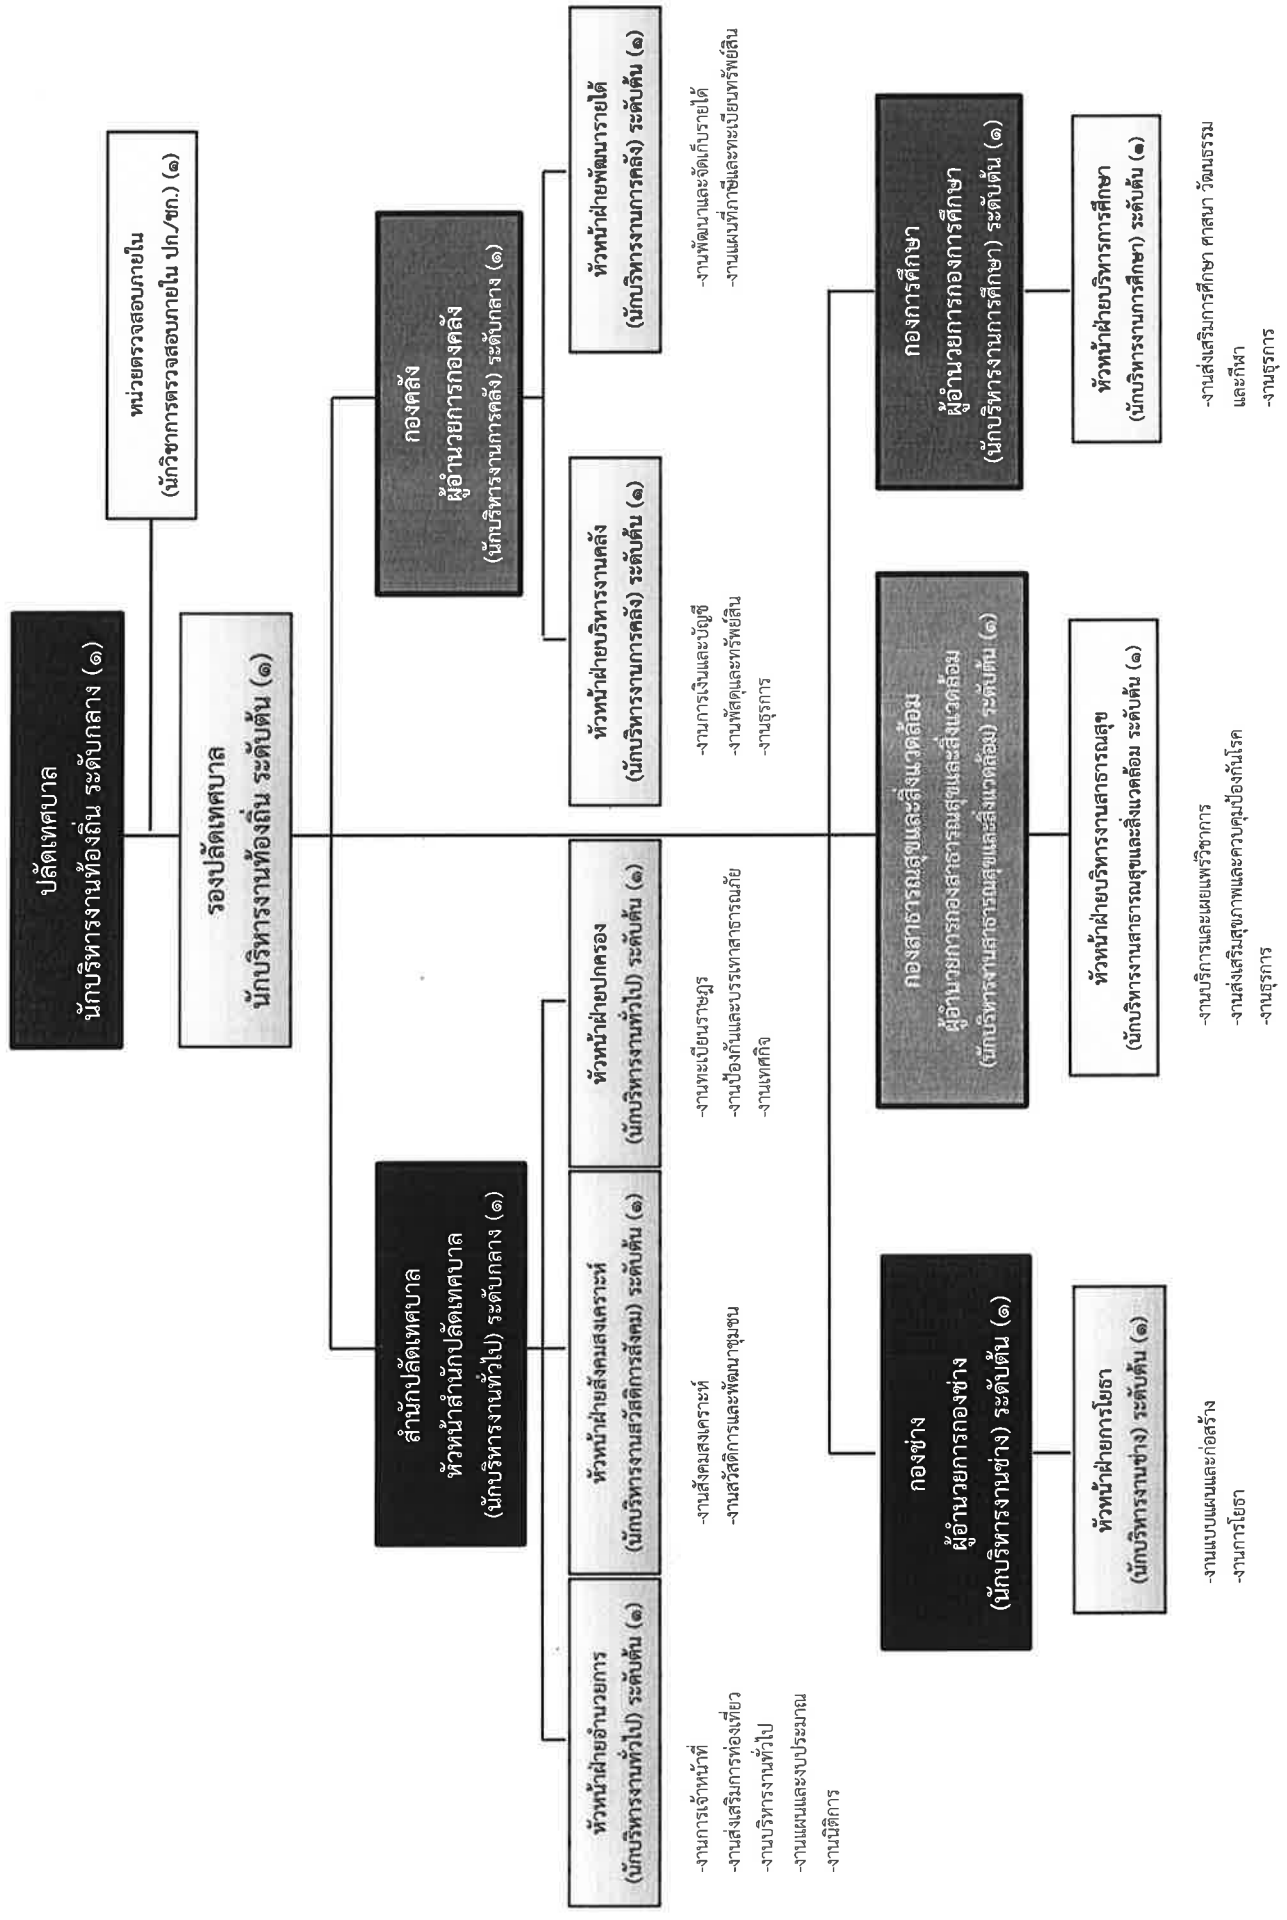 ปลัดเทศบาล
นักบริหารงานท้องถิ่น ระดับกลาง (๑)
หน่วยตรวจสอบภายใน
(นักวิชาการตรวจสอบภายใน ปก./ชก.) (๑)
รองปลัดเทศบาล
นักบริหารงานท้องถิ่น ระดับต้น (๑)
สำนักปลัดเทศบาล
หัวหน้าสำนักปลัดเทศบาล
(นักบริหารงานทั่วไป) ระดับกลาง (๑)
กองคลัง
ผู้อำนวยการกองคลัง
(นักบริหารงานการคลัง) ระดับกลาง (๑)
หัวหน้าฝ่ายอำนวยการ
(นักบริหารงานทั่วไป) ระดับต้น (๑)
-งานการเจ้าหน้าที่
-งานส่งเสริมการท่องเที่ยว
-งานบริหารงานทั่วไป
-งานแผนและงบประมาณ
-งานนิติการ
หัวหน้าฝ่ายสังคมสงเคราะห์
(นักบริหารงานสวัสดิการสังคม) ระดับต้น (๑)
-งานสังคมสงเคราะห์
-งานสวัสดิการและพัฒนาชุมชน
หัวหน้าฝ่ายปกครอง
(นักบริหารงานทั่วไป) ระดับต้น (๑)
-งานทะเบียนราษฎร
-งานป้องกันและบรรเทาสาธารณภัย
-งานเทศกิจ
หัวหน้าฝ่ายบริหารงานคลัง
(นักบริหารงานการคลัง) ระดับต้น (๑)
-งานการเงินและบัญชี
-งานพัสดุและทรัพย์สิน
-งานธุรการ
หัวหน้าฝ่ายพัฒนารายได้
(นักบริหารงานการคลัง) ระดับต้น (๑)
-งานพัฒนาและจัดเก็บรายได้
-งานแผนที่ภาษีและทะเบียนทรัพย์สิน
กองช่าง
ผู้อำนวยการกองช่าง
(นักบริหารงานช่าง) ระดับต้น (๑)
หัวหน้าฝ่ายการโยธา
(นักบริหารงานช่าง) ระดับต้น (๑)
-งานแบบแผนและก่อสร้าง
-งานการโยธา
กองสาธารณสุขและสิ่งแวดล้อม
ผู้อำนวยการกองสาธารณสุขและสิ่งแวดล้อม
(นักบริหารงานสาธารณสุขและสิ่งแวดล้อม) ระดับต้น (๑)
หัวหน้าฝ่ายบริหารงานสาธารณสุข
(นักบริหารงานสาธารณสุขและสิ่งแวดล้อม ระดับต้น (๑)
-งานบริการและเผยแพร่วิชาการ
-งานส่งเสริมสุขภาพและควบคุมป้องกันโรค
-งานธุรการ
กองการศึกษา
ผู้อำนวยการกองการศึกษา
(นักบริหารงานการศึกษา) ระดับต้น (๑)
หัวหน้าฝ่ายบริหารการศึกษา
(นักบริหารงานการศึกษา) ระดับต้น (๑)
-งานส่งเสริมการศึกษา ศาสนา วัฒนธรรม
และกีฬา
-งานธุรการ